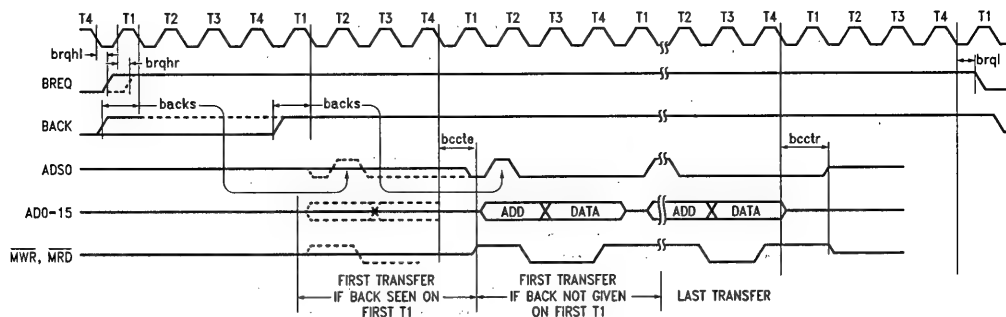 T4 T1 T2 T3 T4 T1 T2 T3 T4 T1 T2 T3 T4 T1 T2 T3 T4 T1 T2 T3 T4 T1
brqhl
brqhr
brql
BREQ
backs
backs
BACK
bccte
bcctr
ADS0
AD0-15
ADD
DATA
ADD
DATA
MWR, MRD
FIRST TRANSFER
IF BACK SEEN ON
FIRST T1
FIRST TRANSFER
IF BACK NOT GIVEN
ON FIRST T1
LAST TRANSFER